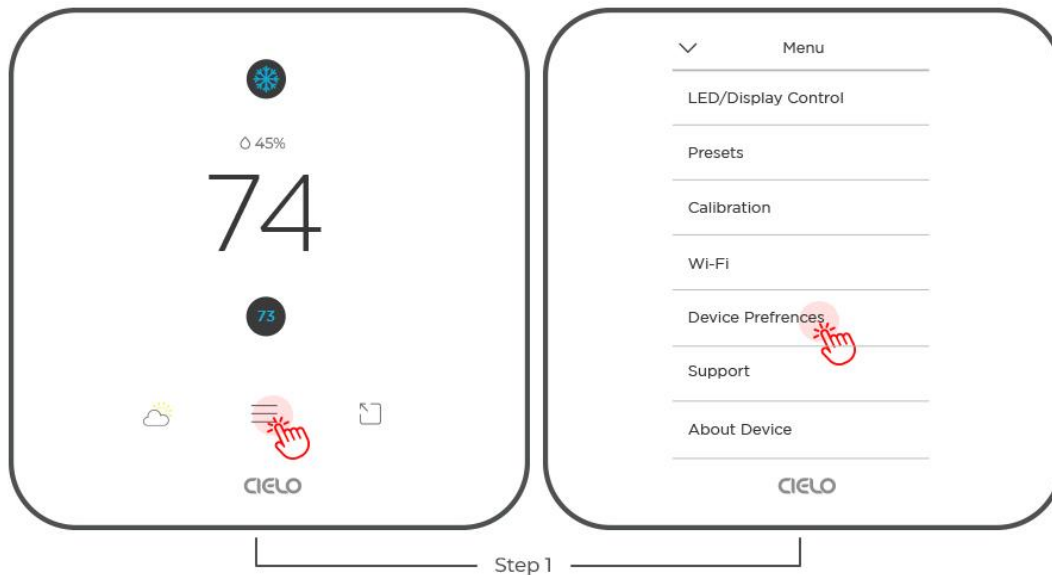 45%
74
73
CIELO
Menu
LED/Display Control
Presets
Calibration
Wi-Fi
Device Prefrences
Support
About Device
CIELO
Step 1